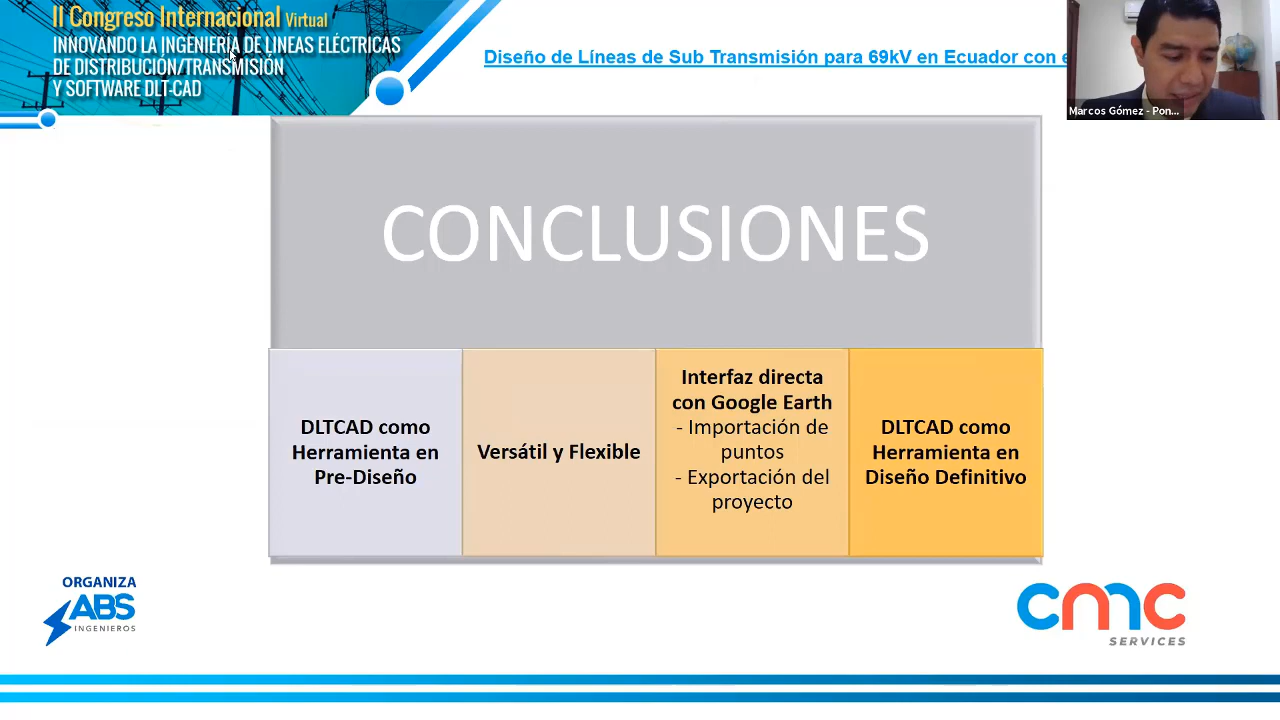 II Congreso Internacional Virtual
INNOVANDO LA INGENIERÍA DE LINEAS ELÉCTRICAS
DE DISTRIBUCIÓN/TRANSMISIÓN
Y SOFTWARE DLT-CAD
Diseño de Líneas de Sub Transmisión para 69kV en Ecuador con e
Marcos Gómez - Pon...
CONCLUSIONES
DLTCAD como
Herramienta en
Pre-Diseño
Versátil y Flexible
Interfaz directa
con Google Earth
- Importación de
puntos
- Exportación del
proyecto
DLTCAD como
Herramienta en
Diseño Definitivo
ORGANIZA
ABS
INGENIEROS
cmc
SERVICES